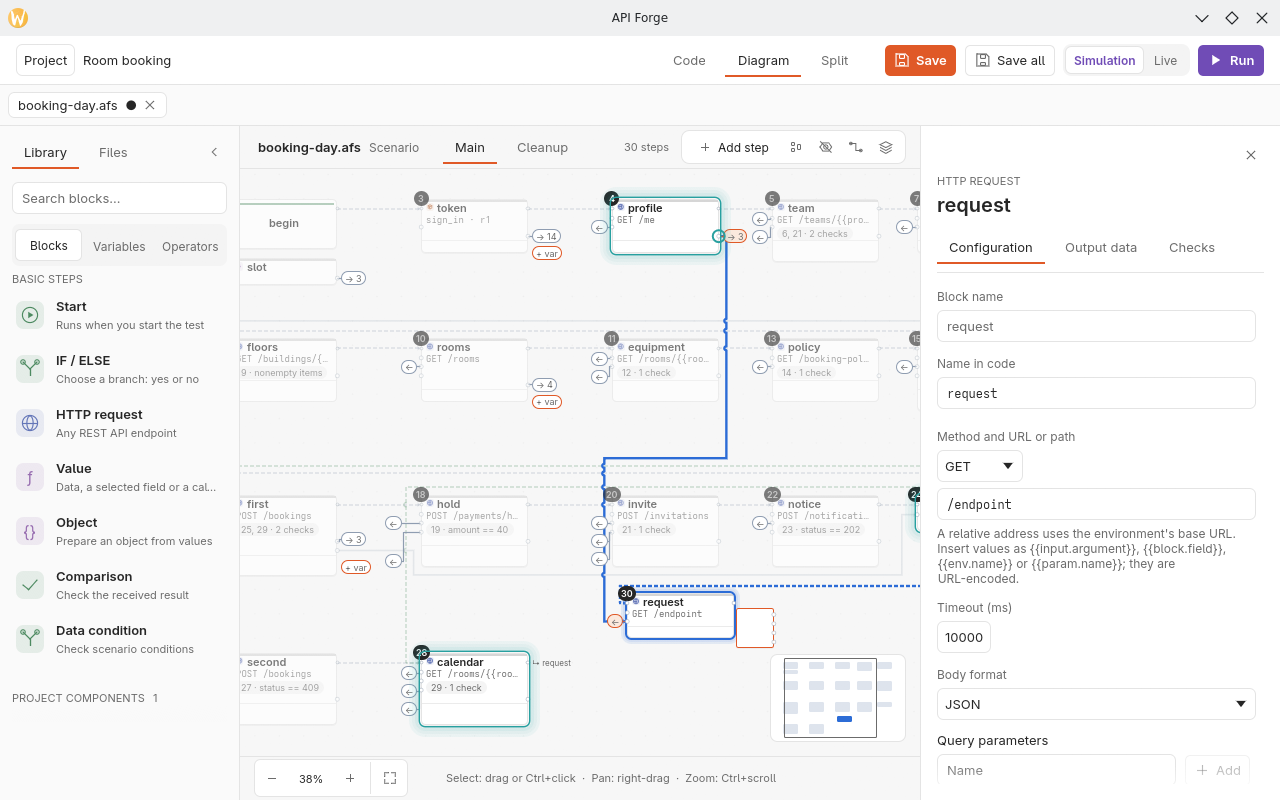 API Forge
Project
Room booking
Code
Diagram
Split
Save
Save all
Simulation
Live
Run
booking-day.afs
Library
Files
booking-day.afs Scenario
Main
Cleanup
30 steps
Add step
Search blocks...
Blocks
Variables
Operators
BASIC STEPS
Start
Runs when you start the test
IF / ELSE
Choose a branch: yes or no
HTTP request
Any REST API endpoint
Value
Data, a selected field or a cal...
Object
Prepare an object from values
Comparison
Check the received result
Data condition
Check scenario conditions
PROJECT COMPONENTS 1
begin
slot
→ 3
3
token
sign_in · r1
→ 14
+ var
4
profile
GET /me
→ 3
5
team
GET /teams/{{pro…
6, 21 · 2 checks
7
floors
GET /buildings/{…
9 · nonempty items
10
rooms
GET /rooms
→ 4
+ var
11
equipment
GET /rooms/{{roo…
12 · 1 check
13
policy
GET /booking-pol…
14 · 1 check
15
first
POST /bookings
25, 29 · 2 checks
→ 3
+ var
18
hold
POST /payments/h…
19 · amount == 40
20
invite
POST /invitations
21 · 1 check
22
notice
POST /notificati…
23 · status == 202
24
30
request
GET /endpoint
second
POST /bookings
27 · status == 409
28
calendar
GET /rooms/{{roo…
29 · 1 check
↪ request
38%
Select: drag or Ctrl+click · Pan: right-drag · Zoom: Ctrl+scroll
HTTP REQUEST
request
Configuration
Output data
Checks
Block name
request
Name in code
request
Method and URL or path
GET
/endpoint
A relative address uses the environment's base URL.
Insert values as {{input.argument}}, {{block.field}},
{{env.name}} or {{param.name}}; they are
URL-encoded.
Timeout (ms)
10000
Body format
JSON
Query parameters
Name
Add